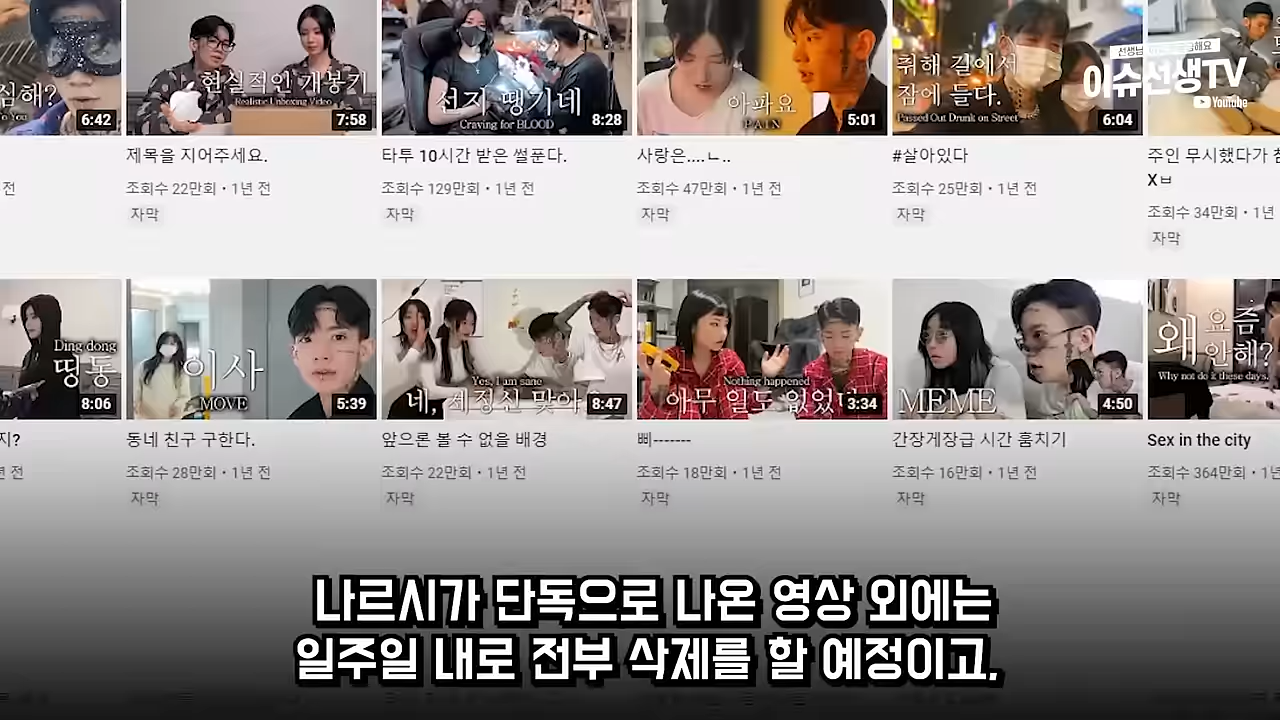 심해?
6:42
현실적인 개봉기
Realistic Unboxing Video
7:58
선지 땡기네
Craving for BLOOD
8:28
아파요
PAIN
5:01
취해 길에서
잠에 들다.
Passed Out Drunk on Street
6:04
이슈선생TV
YouTube
전
제목을 지어주세요.
조회수 22만회・1년 전
자막
타투 10시간 받은 썰푼다.
조회수 129만회・1년 전
자막
사랑은....ㄴ..
조회수 47만회・1년 전
자막
#살아있다
조회수 25만회・1년 전
자막
주인 무시했다가
Xㅂ
조회수 34만회・1년
자막
Ding dong
띵동
8:06
이사
MOVE
5:39
Yes, I am sane
네, 제정신 맞아
8:47
Nothing happened
아무 일도 없었
3:34
MEME
4:50
왜 요즘
안해?
Why not do it these days.
지?
년 전
동네 친구 구한다.
조회수 28만회・1년 전
자막
앞으론 볼 수 없을 배경
조회수 22만회・1년 전
자막
삐-------
조회수 18만회・1년 전
자막
간장게장급 시간 훔치기
조회수 16만회・1년 전
자막
Sex in the city
조회수 364만회・1년
자막
나르시가 단독으로 나온 영상 외에는
일주일 내로 전부 삭제를 할 예정이고,